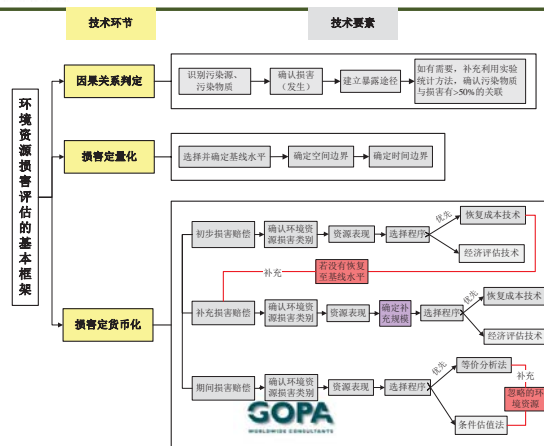 技术环节
技术要素
环境资源损害评估的基本框架
因果关系判定
识别污染源、
污染物质
确认损害
（发生）
建立暴露途径
如有需要，补充利用实验
统计方法，确认污染物质
与损害有>50%的关联
损害定量化
选择并确定基线水平
确定空间边界
确定时间边界
损害定货币化
初步损害赔偿
确认环境资
源损害类别
资源表现
选择程序
优先
恢复成本技术
经济评估技术
补充
若没有恢复
至基线水平
补充损害赔偿
确认环境资
源损害类别
资源表现
确定补
充规模
选择程序
优先
恢复成本技术
经济评估技术
期间损害赔偿
确认环境资
源损害类别
资源表现
选择程序
优先
等价分析法
补充
忽略的环
境资源
条件估值法
GOPA
WORLDWIDE CONSULTANTS